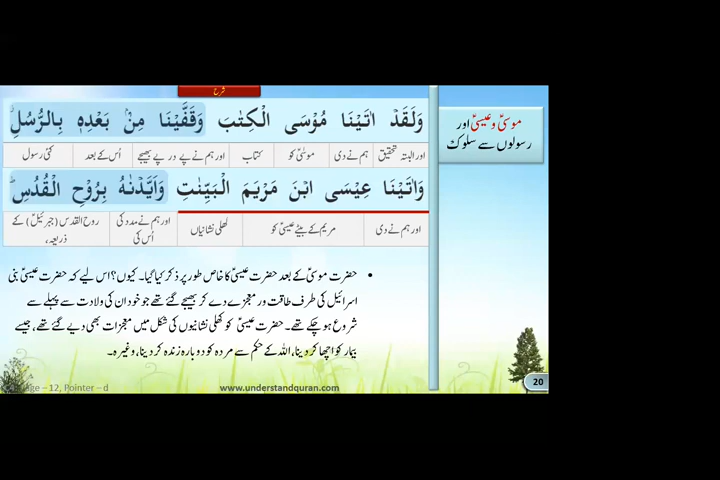 شرح
موسیؑ و عیسیؑ اور
رسولوں سے سلوک
وَلَقَدْ اٰتَيْنَا مُوْسَى الْكِتٰبَ وَقَفَّيْنَا مِنْۢ بَعْدِهٖ بِالرُّسُلِ
اور البتہ تحقیق ہم نے دی موسیٰؑ کو کتاب اور ہم نے پے در پے بھیجے اُس کے بعد کئی رسول
وَاٰتَيْنَا عِيْسَى ابْنَ مَرْيَمَ الْبَيِّنٰتِ وَاَيَّدْنٰهُ بِرُوْحِ الْقُدُسِ
اور ہم نے دی مریم کے بیٹے عیسیٰؑ کو کھلی نشانیاں اور ہم نے مدد کی اُس کی روح القدس (جبرئیلؑ) کے ذریعہ،
• حضرت موسیٰؑ کے بعد حضرت عیسیٰؑ کا خاص طور پر ذکر کیا گیا۔ کیوں؟ اس لیے کہ حضرت عیسیٰؑ بنی
اسرائیل کی طرف طاقت ور معجزے دے کر بھیجے گئے تھے جو خود ان کی ولادت سے پہلے سے
شروع ہو چکے تھے۔ حضرت عیسیٰؑ کو کھلی نشانیوں کی شکل میں معجزات بھی دیے گئے تھے، جیسے
بیمار کو اچھا کر دینا، اللہ کے حکم سے مردہ کو دوبارہ زندہ کر دینا، وغیرہ۔
– 12, Pointer – d
www.understandquran.com
20